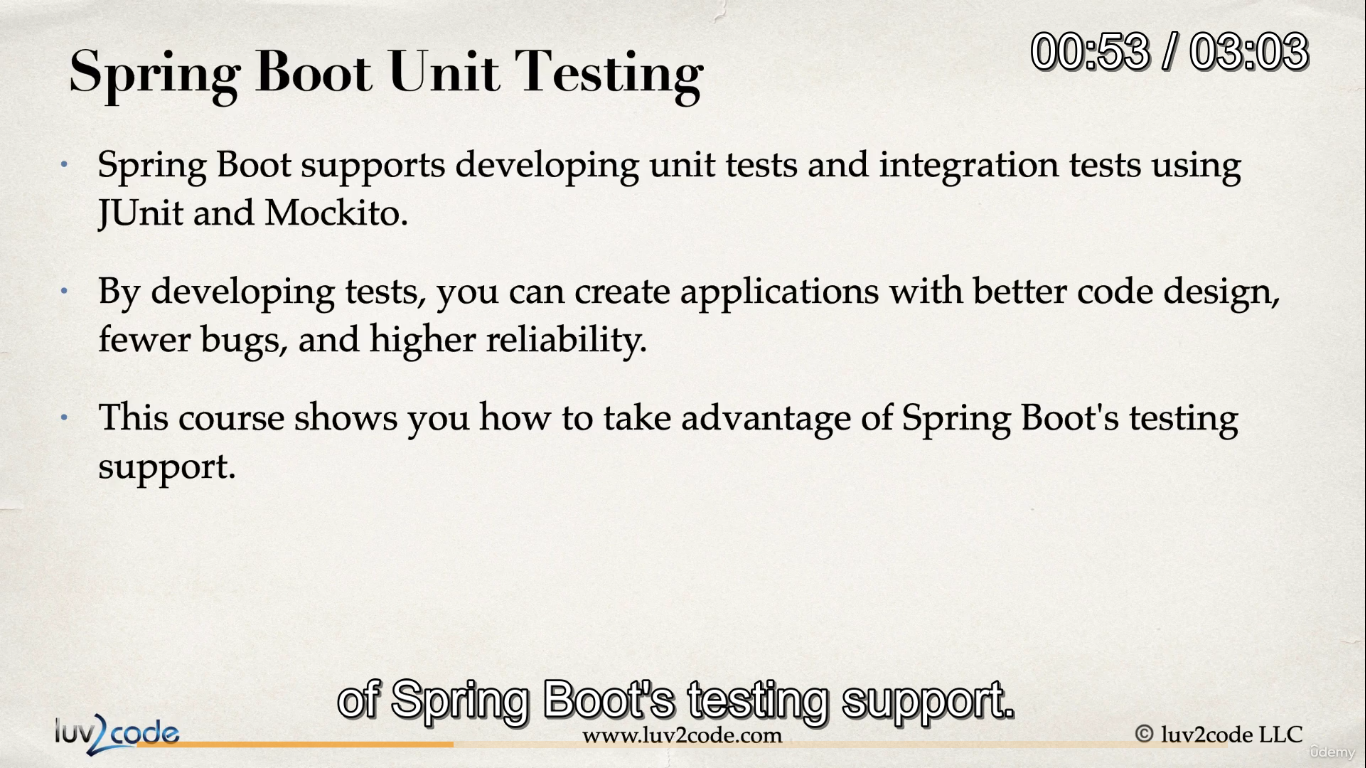 Spring Boot Unit Testing
00:53 / 03:03
• Spring Boot supports developing unit tests and integration tests using
JUnit and Mockito.
• By developing tests, you can create applications with better code design,
fewer bugs, and higher reliability.
• This course shows you how to take advantage of Spring Boot's testing
support.
of Spring Boot's testing support.
luv2code
www.luv2code.com
© luv2code LLC
ûdemy